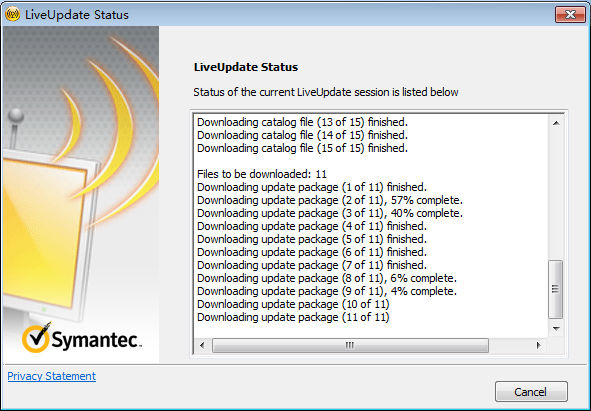 LiveUpdate Status
LiveUpdate Status
Status of the current LiveUpdate session is listed below
Downloading catalog file (13 of 15) finished.
Downloading catalog file (14 of 15) finished.
Downloading catalog file (15 of 15) finished.
Files to be downloaded: 11
Downloading update package (1 of 11) finished.
Downloading update package (2 of 11), 57% complete.
Downloading update package (3 of 11), 40% complete.
Downloading update package (4 of 11) finished.
Downloading update package (5 of 11) finished.
Downloading update package (6 of 11) finished.
Downloading update package (7 of 11) finished.
Downloading update package (8 of 11), 6% complete.
Downloading update package (9 of 11), 4% complete.
Downloading update package (10 of 11)
Downloading update package (11 of 11)
Symantec.
Privacy Statement
Cancel